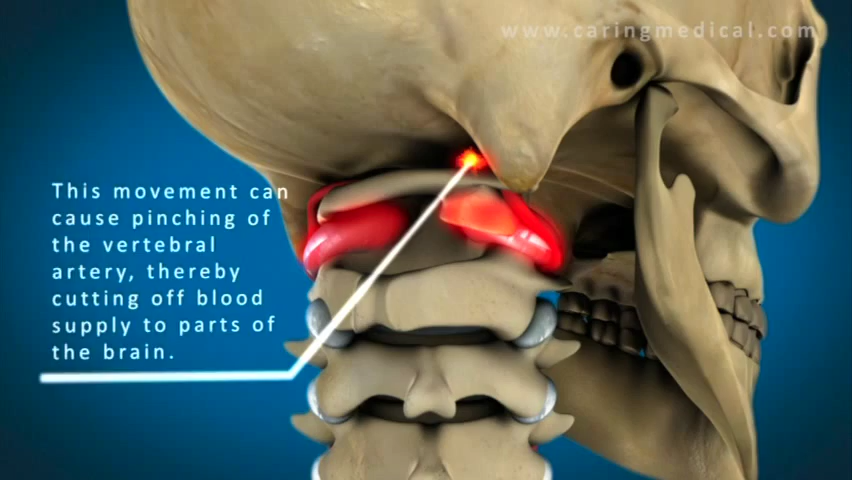 www.caringmedical.com
This movement can
cause pinching of
the vertebral
artery, thereby
cutting off blood
supply to parts of
the brain.